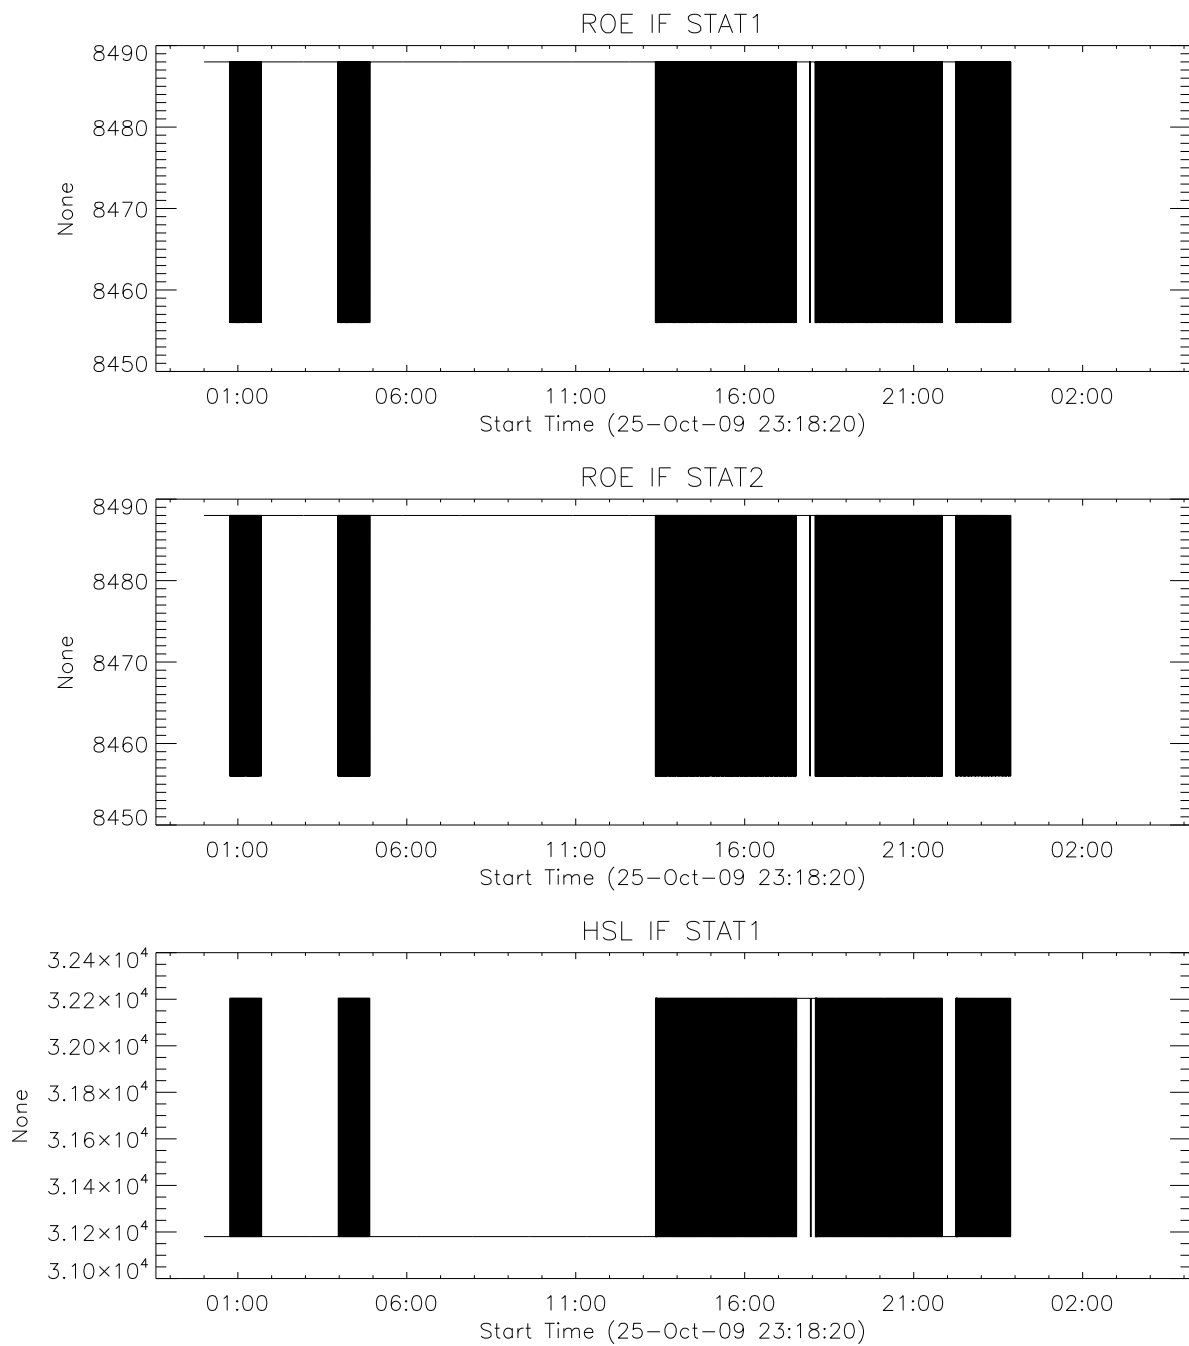 ROE IF STAT1
8490
8480
8470
8460
8450
None
01:00 06:00 11:00 16:00 21:00 02:00
Start Time (25-Oct-09 23:18:20)
ROE IF STAT2
8490
8480
8470
8460
8450
None
01:00 06:00 11:00 16:00 21:00 02:00
Start Time (25-Oct-09 23:18:20)
HSL IF STAT1
3.24×10⁴
3.22×10⁴
3.20×10⁴
3.18×10⁴
3.16×10⁴
3.14×10⁴
3.12×10⁴
3.10×10⁴
None
01:00 06:00 11:00 16:00 21:00 02:00
Start Time (25-Oct-09 23:18:20)